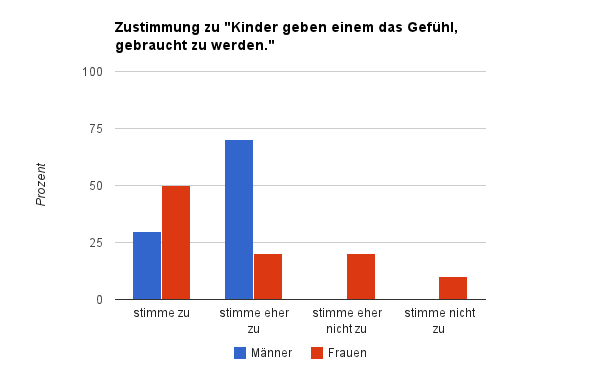 Zustimmung zu "Kinder geben einem das Gefühl,
gebraucht zu werden."
100
75
50
25
0
Prozent
stimme zu
stimme eher
zu
stimme eher
nicht zu
stimme nicht
zu
Männer
Frauen